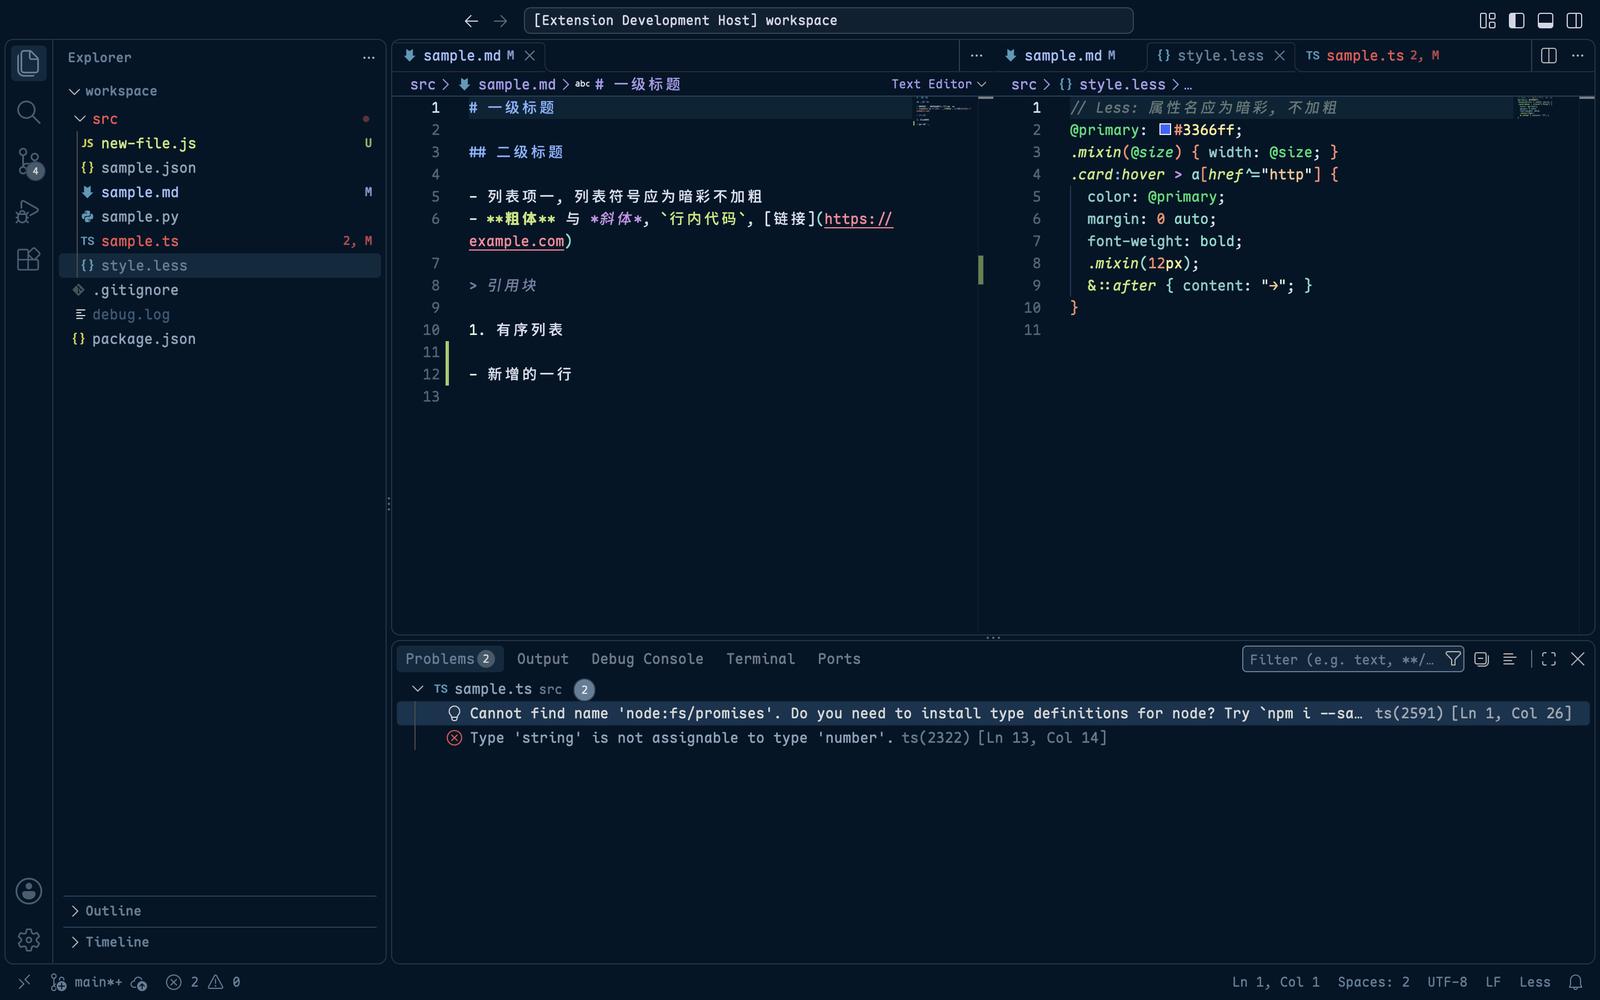 [Extension Development Host] workspace
Explorer
workspace
src
JS new-file.js U
{} sample.json
sample.md M
sample.py
TS sample.ts 2, M
{} style.less
.gitignore
debug.log
{} package.json
Outline
Timeline
4
sample.md M
src > sample.md > abc # 一级标题
Text Editor
1 # 一级标题
2
3 ## 二级标题
4
5 - 列表项一, 列表符号应为暗彩不加粗
6 - **粗体** 与 *斜体*, `行内代码`, [链接](https://
example.com)
7
8 > 引用块
9
10 1. 有序列表
11
12 - 新增的一行
13
sample.md M
{} style.less
TS sample.ts 2, M
src > {} style.less > …
1 // Less: 属性名应为暗彩, 不加粗
2 @primary: #3366ff;
3 .mixin(@size) { width: @size; }
4 .card:hover > a[href^="http"] {
5 color: @primary;
6 margin: 0 auto;
7 font-weight: bold;
8 .mixin(12px);
9 &::after { content: "→"; }
10 }
11
Problems 2
Output
Debug Console
Terminal
Ports
Filter (e.g. text, **/…
TS sample.ts src 2
Cannot find name 'node:fs/promises'. Do you need to install type definitions for node? Try `npm i --sa… ts(2591) [Ln 1, Col 26]
Type 'string' is not assignable to type 'number'. ts(2322) [Ln 13, Col 14]
main*+
2
0
Ln 1, Col 1
Spaces: 2
UTF-8
LF
Less